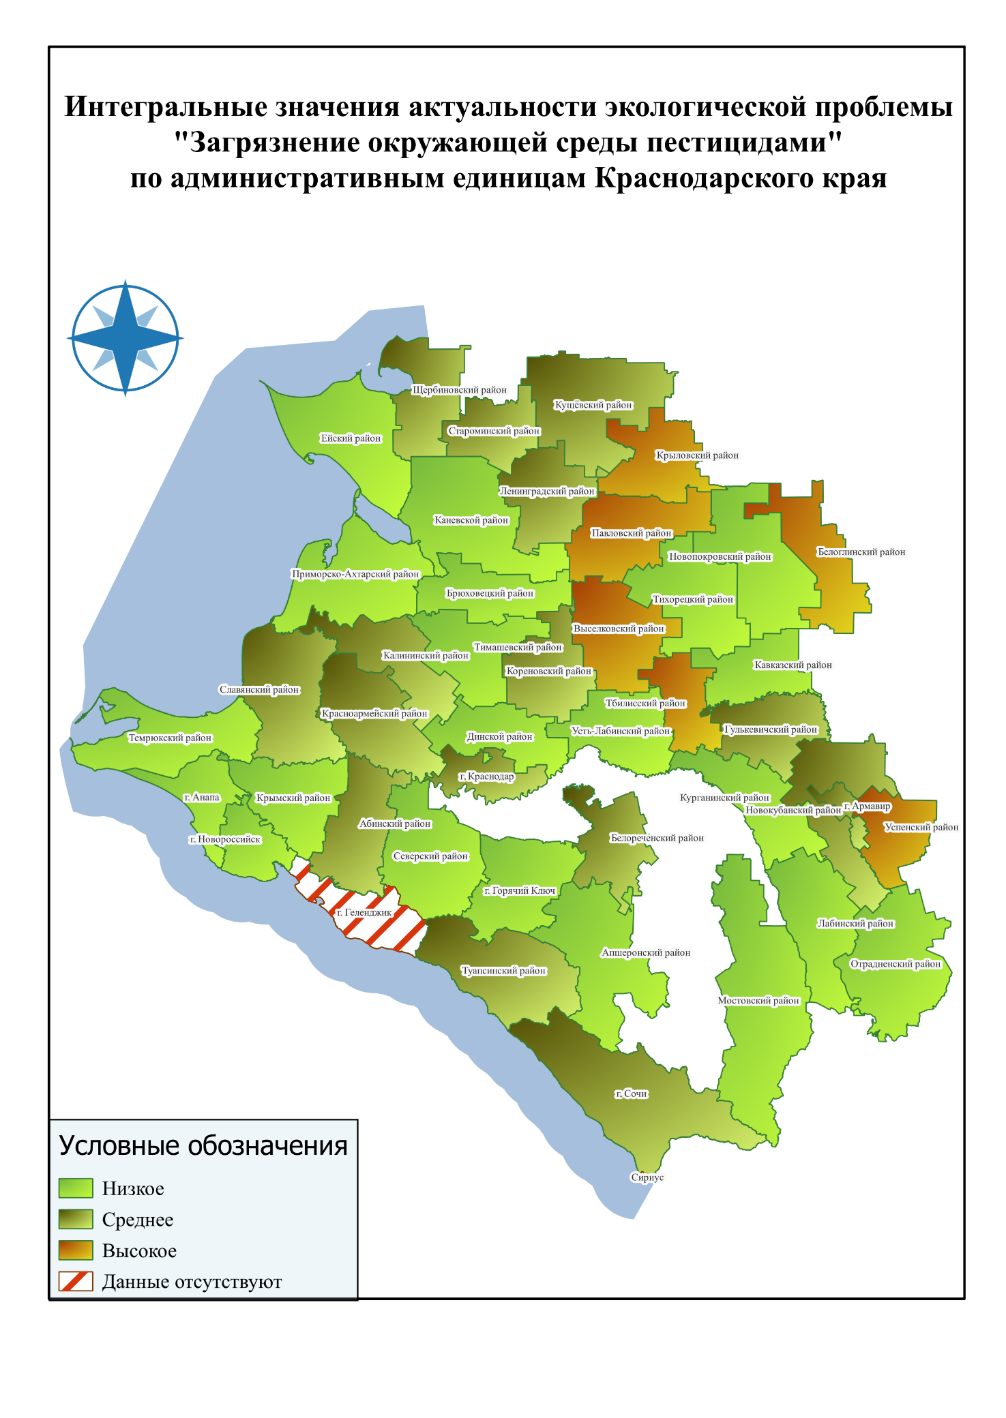 Интегральные значения актуальности экологической проблемы
"Загрязнение окружающей среды пестицидами"
по административным единицам Краснодарского края
Щербиновский район
Кущёвский район
Староминский район
Ейский район
Крыловский район
Ленинградский район
Каневской район
Павловский район
Белоглинский район
Новопокровский район
Приморско-Ахтарский район
Брюховецкий район
Тихорецкий район
Выселковский район
Тимашевский район
Калининский район
Кавказский район
Кореновский район
Славянский район
Тбилисский район
Красноармейский район
Гулькевичский район
Усть-Лабинский район
Динской район
Темрюкский район
г. Краснодар
г. Анапа
Крымский район
Курганинский район
г. Армавир
Новокубанский район
Абинский район
Успенский район
г. Новороссийск
Белореченский район
Северский район
г. Горячий Ключ
г. Геленджик
Лабинский район
Апшеронский район
Отрадненский район
Туапсинский район
Мостовский район
г. Сочи
Сириус
Условные обозначения
Низкое
Среднее
Высокое
Данные отсутствуют